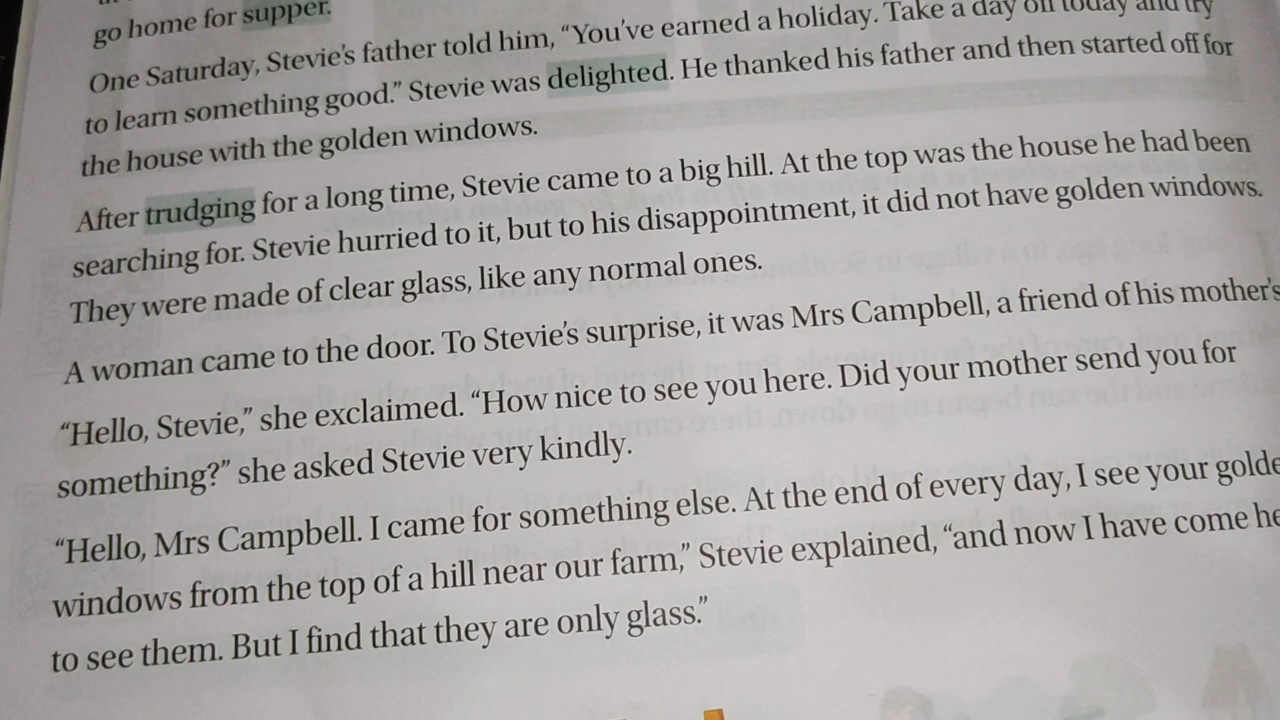 go home for supper.
One Saturday, Stevie's father told him, “You've earned a holiday. Take a day off today and try
to learn something good.” Stevie was delighted. He thanked his father and then started off for
the house with the golden windows.
After trudging for a long time, Stevie came to a big hill. At the top was the house he had been
searching for. Stevie hurried to it, but to his disappointment, it did not have golden windows.
They were made of clear glass, like any normal ones.
A woman came to the door. To Stevie's surprise, it was Mrs Campbell, a friend of his mother's
“Hello, Stevie,” she exclaimed. “How nice to see you here. Did your mother send you for
something?” she asked Stevie very kindly.
“Hello, Mrs Campbell. I came for something else. At the end of every day, I see your golde
windows from the top of a hill near our farm,” Stevie explained, “and now I have come he
to see them. But I find that they are only glass.”